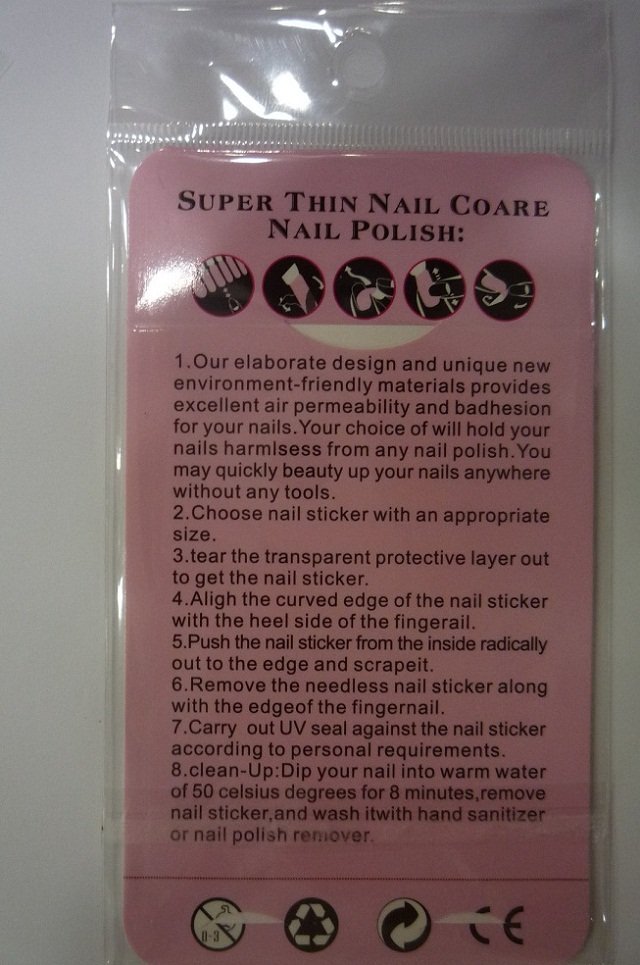 SUPER THIN NAIL COARE
NAIL POLISH:
1.Our elaborate design and unique new
environment-friendly materials provides
excellent air permeability and badhesion
for your nails.Your choice of will hold your
nails harmlsess from any nail polish.You
may quickly beauty up your nails anywhere
without any tools.
2.Choose nail sticker with an appropriate
size.
3.tear the transparent protective layer out
to get the nail sticker.
4.Aligh the curved edge of the nail sticker
with the heel side of the fingerail.
5.Push the nail sticker from the inside radically
out to the edge and scrapeit.
6.Remove the needless nail sticker along
with the edgeof the fingernail.
7.Carry out UV seal against the nail sticker
according to personal requirements.
8.clean-Up:Dip your nail into warm water
of 50 celsius degrees for 8 minutes,remove
nail sticker,and wash itwith hand sanitizer
or nail polish remover.
0-3
CE